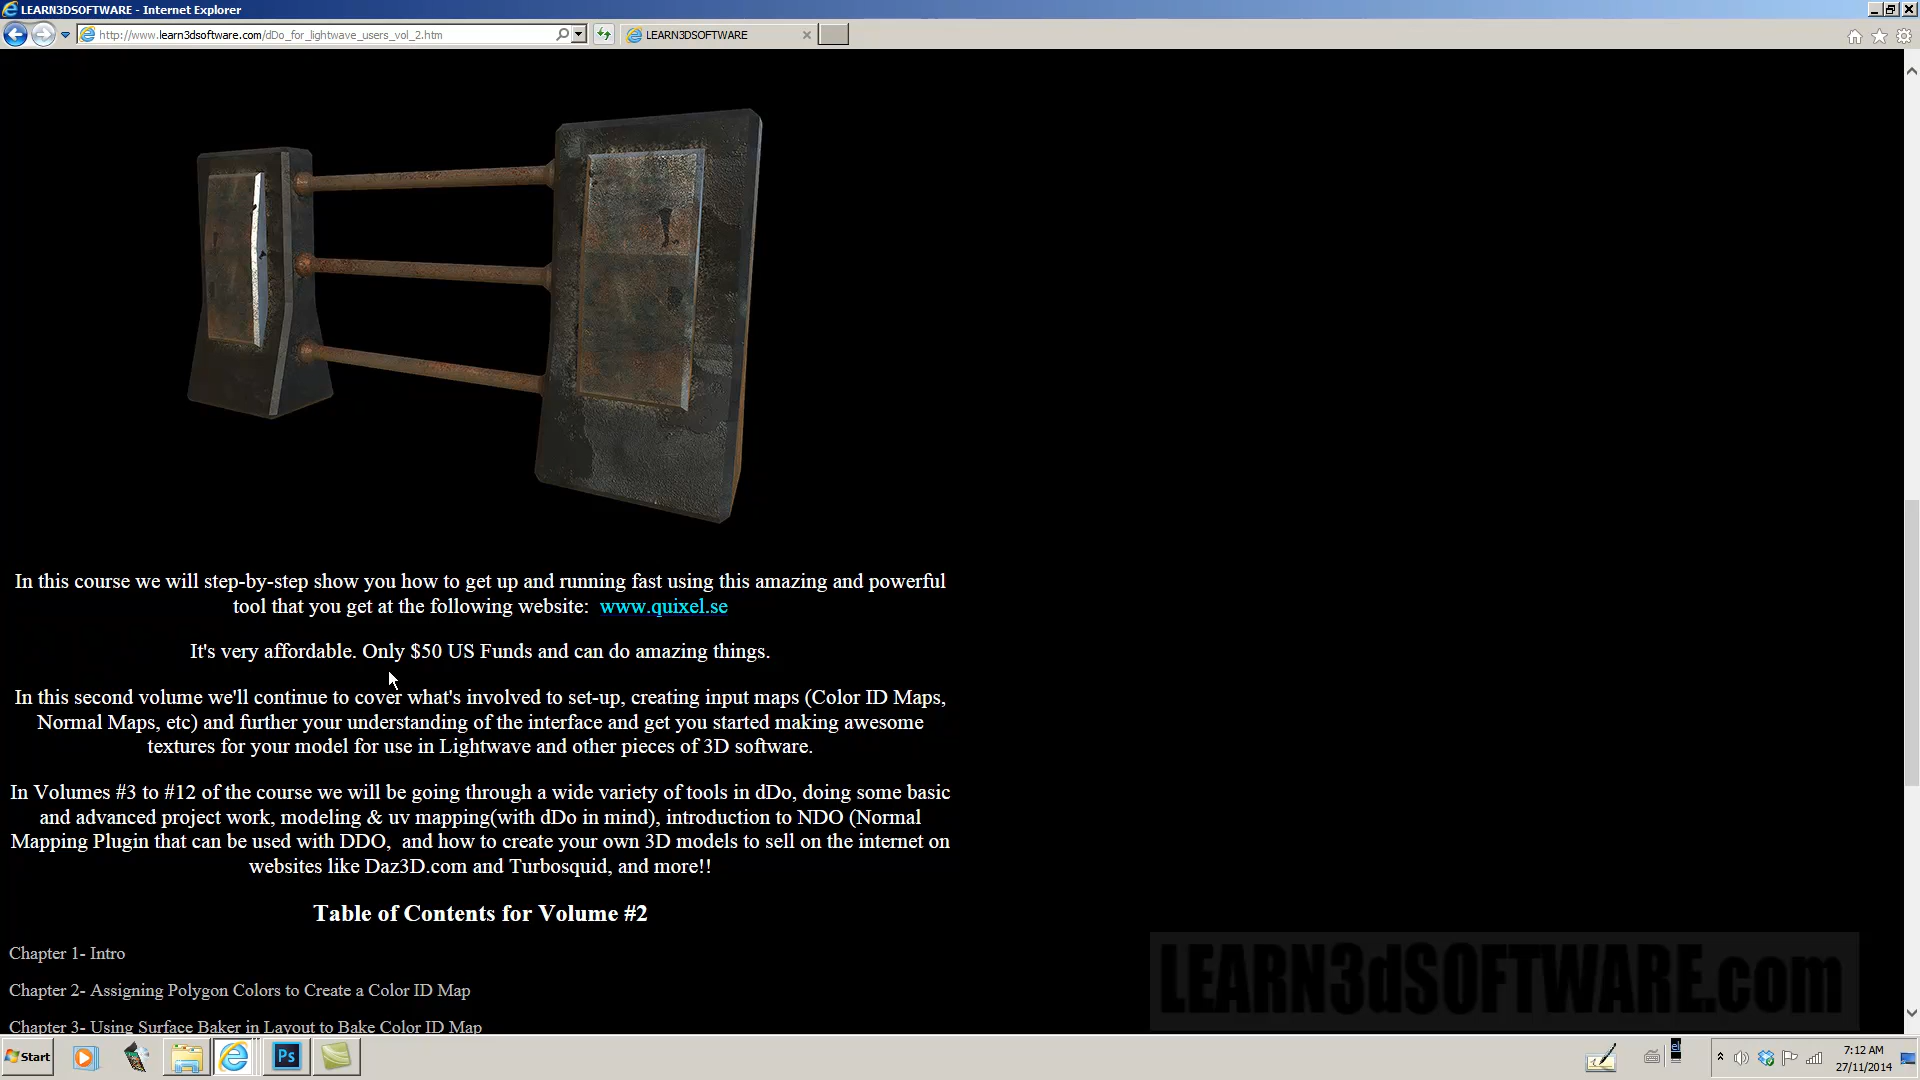 LEARN3DSOFTWARE - Internet Explorer
http://www.learn3dsoftware.com/dDo_for_lightwave_users_vol_2.htm
LEARN3DSOFTWARE
In this course we will step-by-step show you how to get up and running fast using this amazing and powerful
tool that you get at the following website:  www.quixel.se
It's very affordable. Only $50 US Funds and can do amazing things.
In this second volume we'll continue to cover what's involved to set-up, creating input maps (Color ID Maps,
Normal Maps, etc) and further your understanding of the interface and get you started making awesome
textures for your model for use in Lightwave and other pieces of 3D software.
In Volumes #3 to #12 of the course we will be going through a wide variety of tools in dDo, doing some basic
and advanced project work, modeling & uv mapping(with dDo in mind), introduction to NDO (Normal
Mapping Plugin that can be used with DDO,  and how to create your own 3D models to sell on the internet on
websites like Daz3D.com and Turbosquid, and more!!
Table of Contents for Volume #2
Chapter 1- Intro
Chapter 2- Assigning Polygon Colors to Create a Color ID Map
Chapter 3- Using Surface Baker in Layout to Bake Color ID Map
LEARN3dSOFTWARE.com
Start
Ps
7:12 AM
27/11/2014